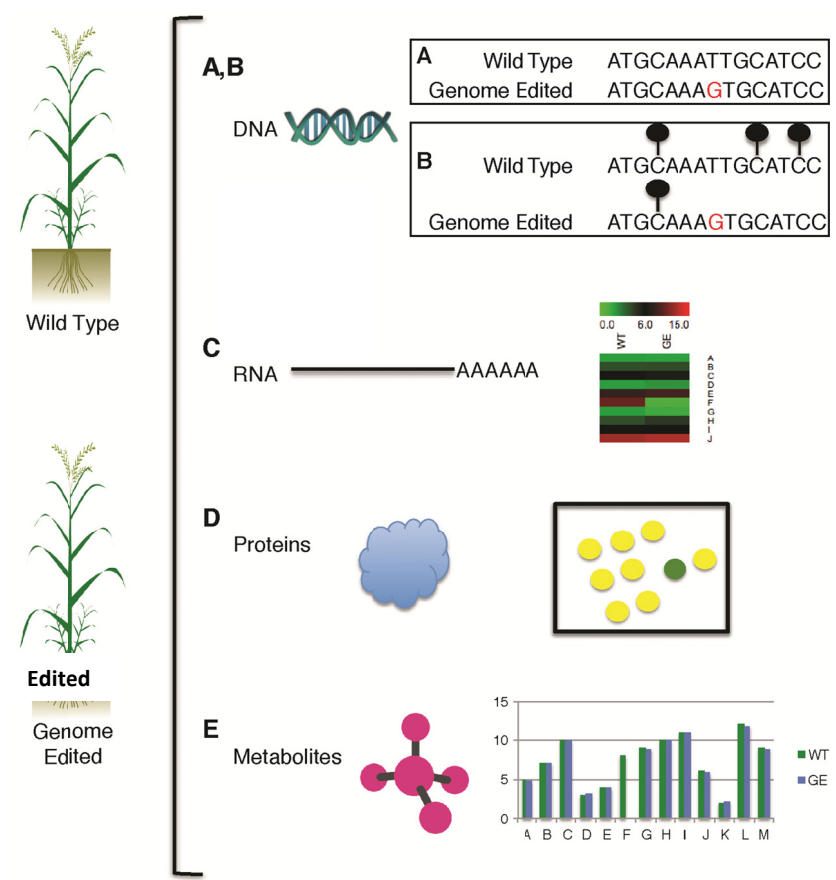 A,B
DNA
A
Wild Type ATGCAAATTGCATCC
Genome Edited ATGCAAAGTGCATCC
B
Wild Type ATGCAAATTGCATCC
Genome Edited ATGCAAAGTGCATCC
Wild Type
C
RNA
AAAAAA
0.0 6.0 15.0
WT GE
A
B
C
D
E
F
G
H
I
J
D
Proteins
Edited
Genome
Edited
E
Metabolites
15
10
5
0
A B C D E F G H I J K L M
WT
GE